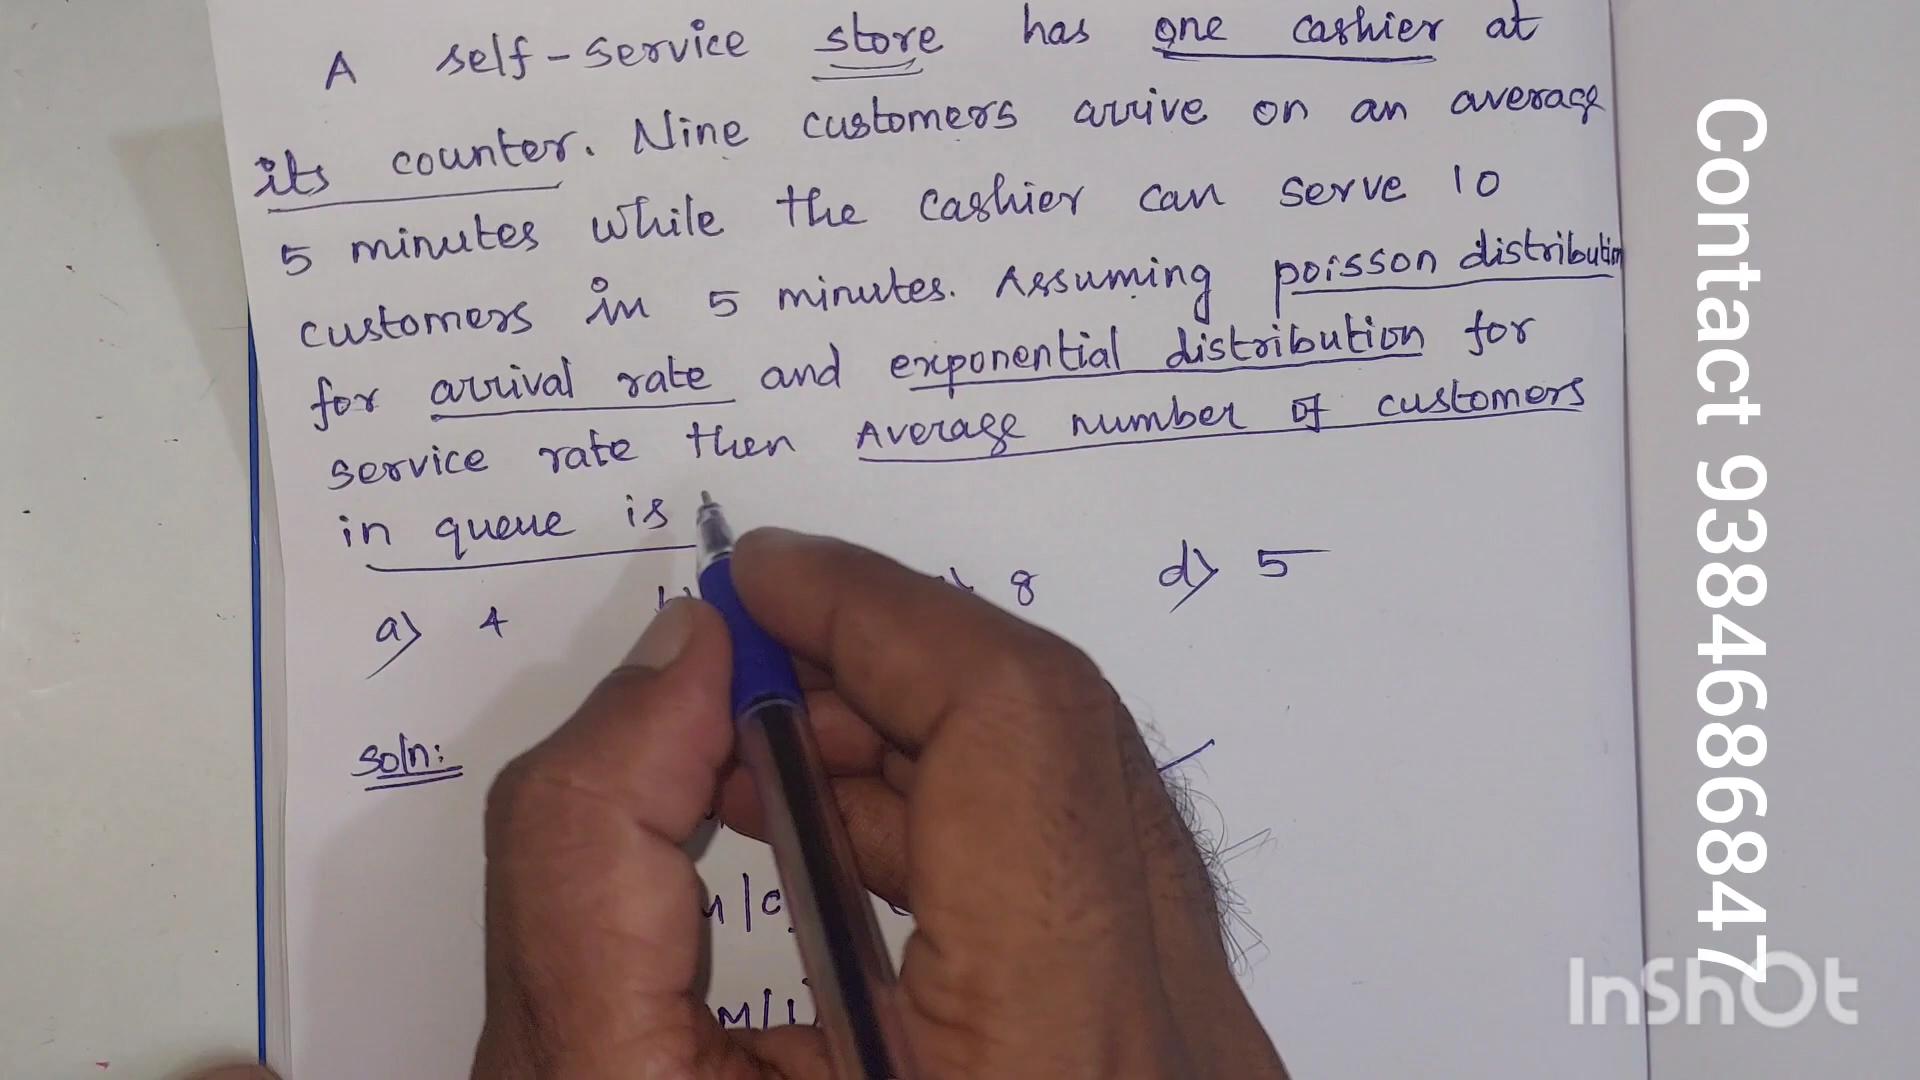 A self-service store has one cashier at
its counter. Nine customers arrive on an average
5 minutes while the cashier can serve 10
customers in 5 minutes. Assuming poisson distribution
for arrival rate and exponential distribution for
service rate then Average number of customers
in queue is
a) 4 8 d) 5
soln:
Contact 9384686847
InShOt